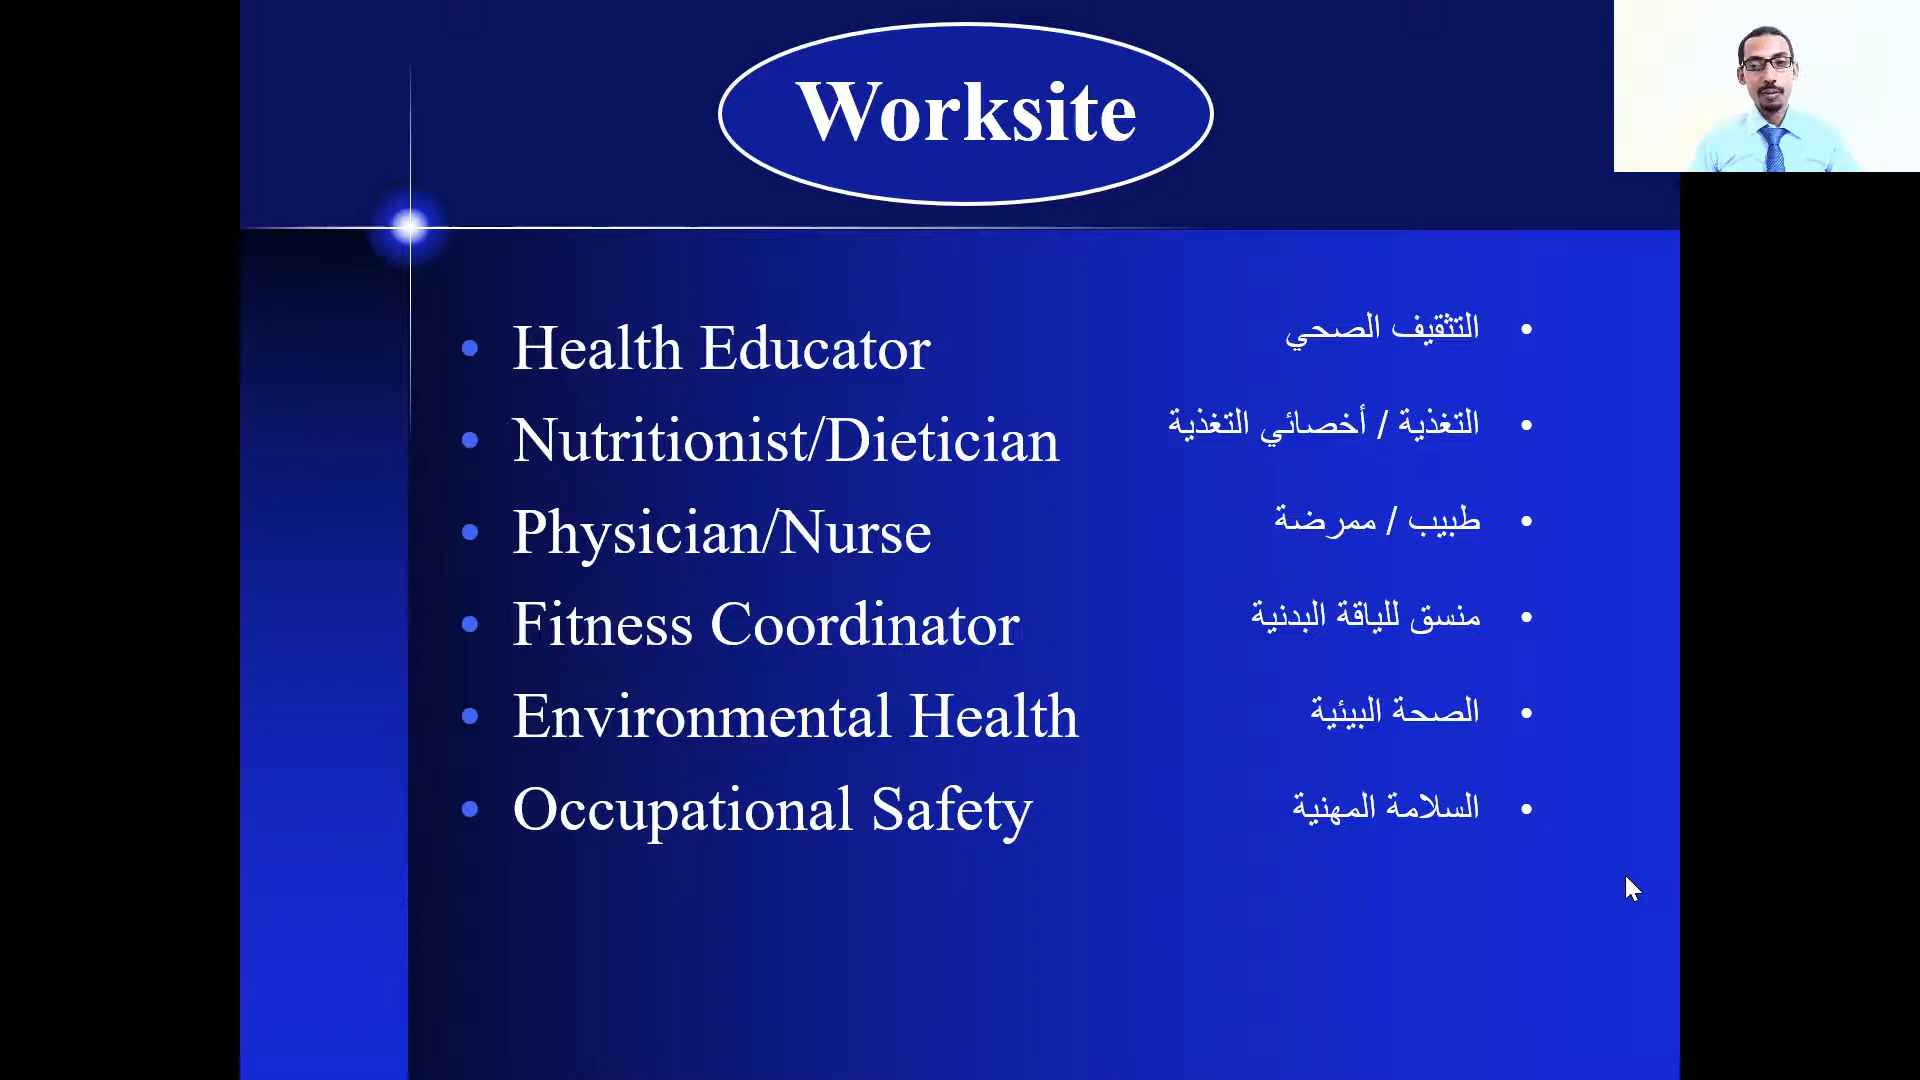 Worksite
• Health Educator
• Nutritionist/Dietician
• Physician/Nurse
• Fitness Coordinator
• Environmental Health
• Occupational Safety
• التثقيف الصحي
• التغذية / أخصائي التغذية
• طبيب / ممرضة
• منسق للياقة البدنية
• الصحة البيئية
• السلامة المهنية